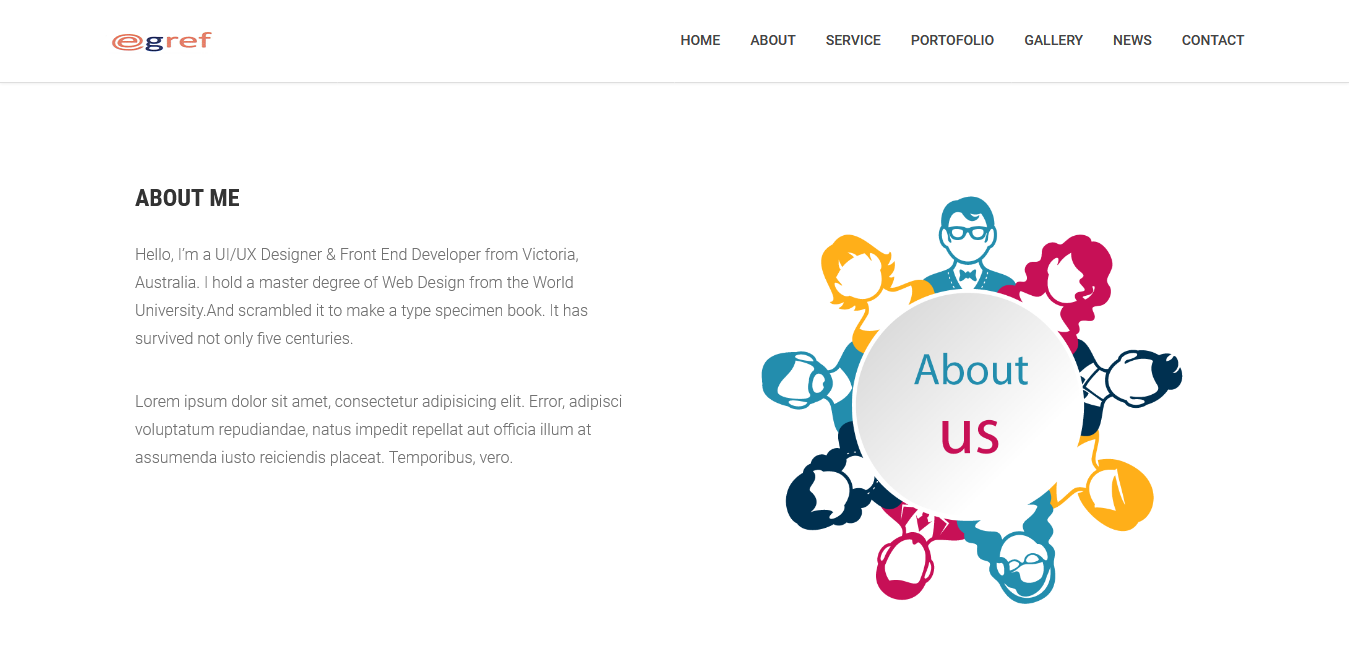 egref
HOME ABOUT SERVICE PORTOFOLIO GALLERY NEWS CONTACT
ABOUT ME
Hello, I'm a UI/UX Designer & Front End Developer from Victoria,
Australia. I hold a master degree of Web Design from the World
University.And scrambled it to make a type specimen book. It has
survived not only five centuries.
Lorem ipsum dolor sit amet, consectetur adipisicing elit. Error, adipisci
voluptatum repudiandae, natus impedit repellat aut officia illum at
assumenda iusto reiciendis placeat. Temporibus, vero.
About
us